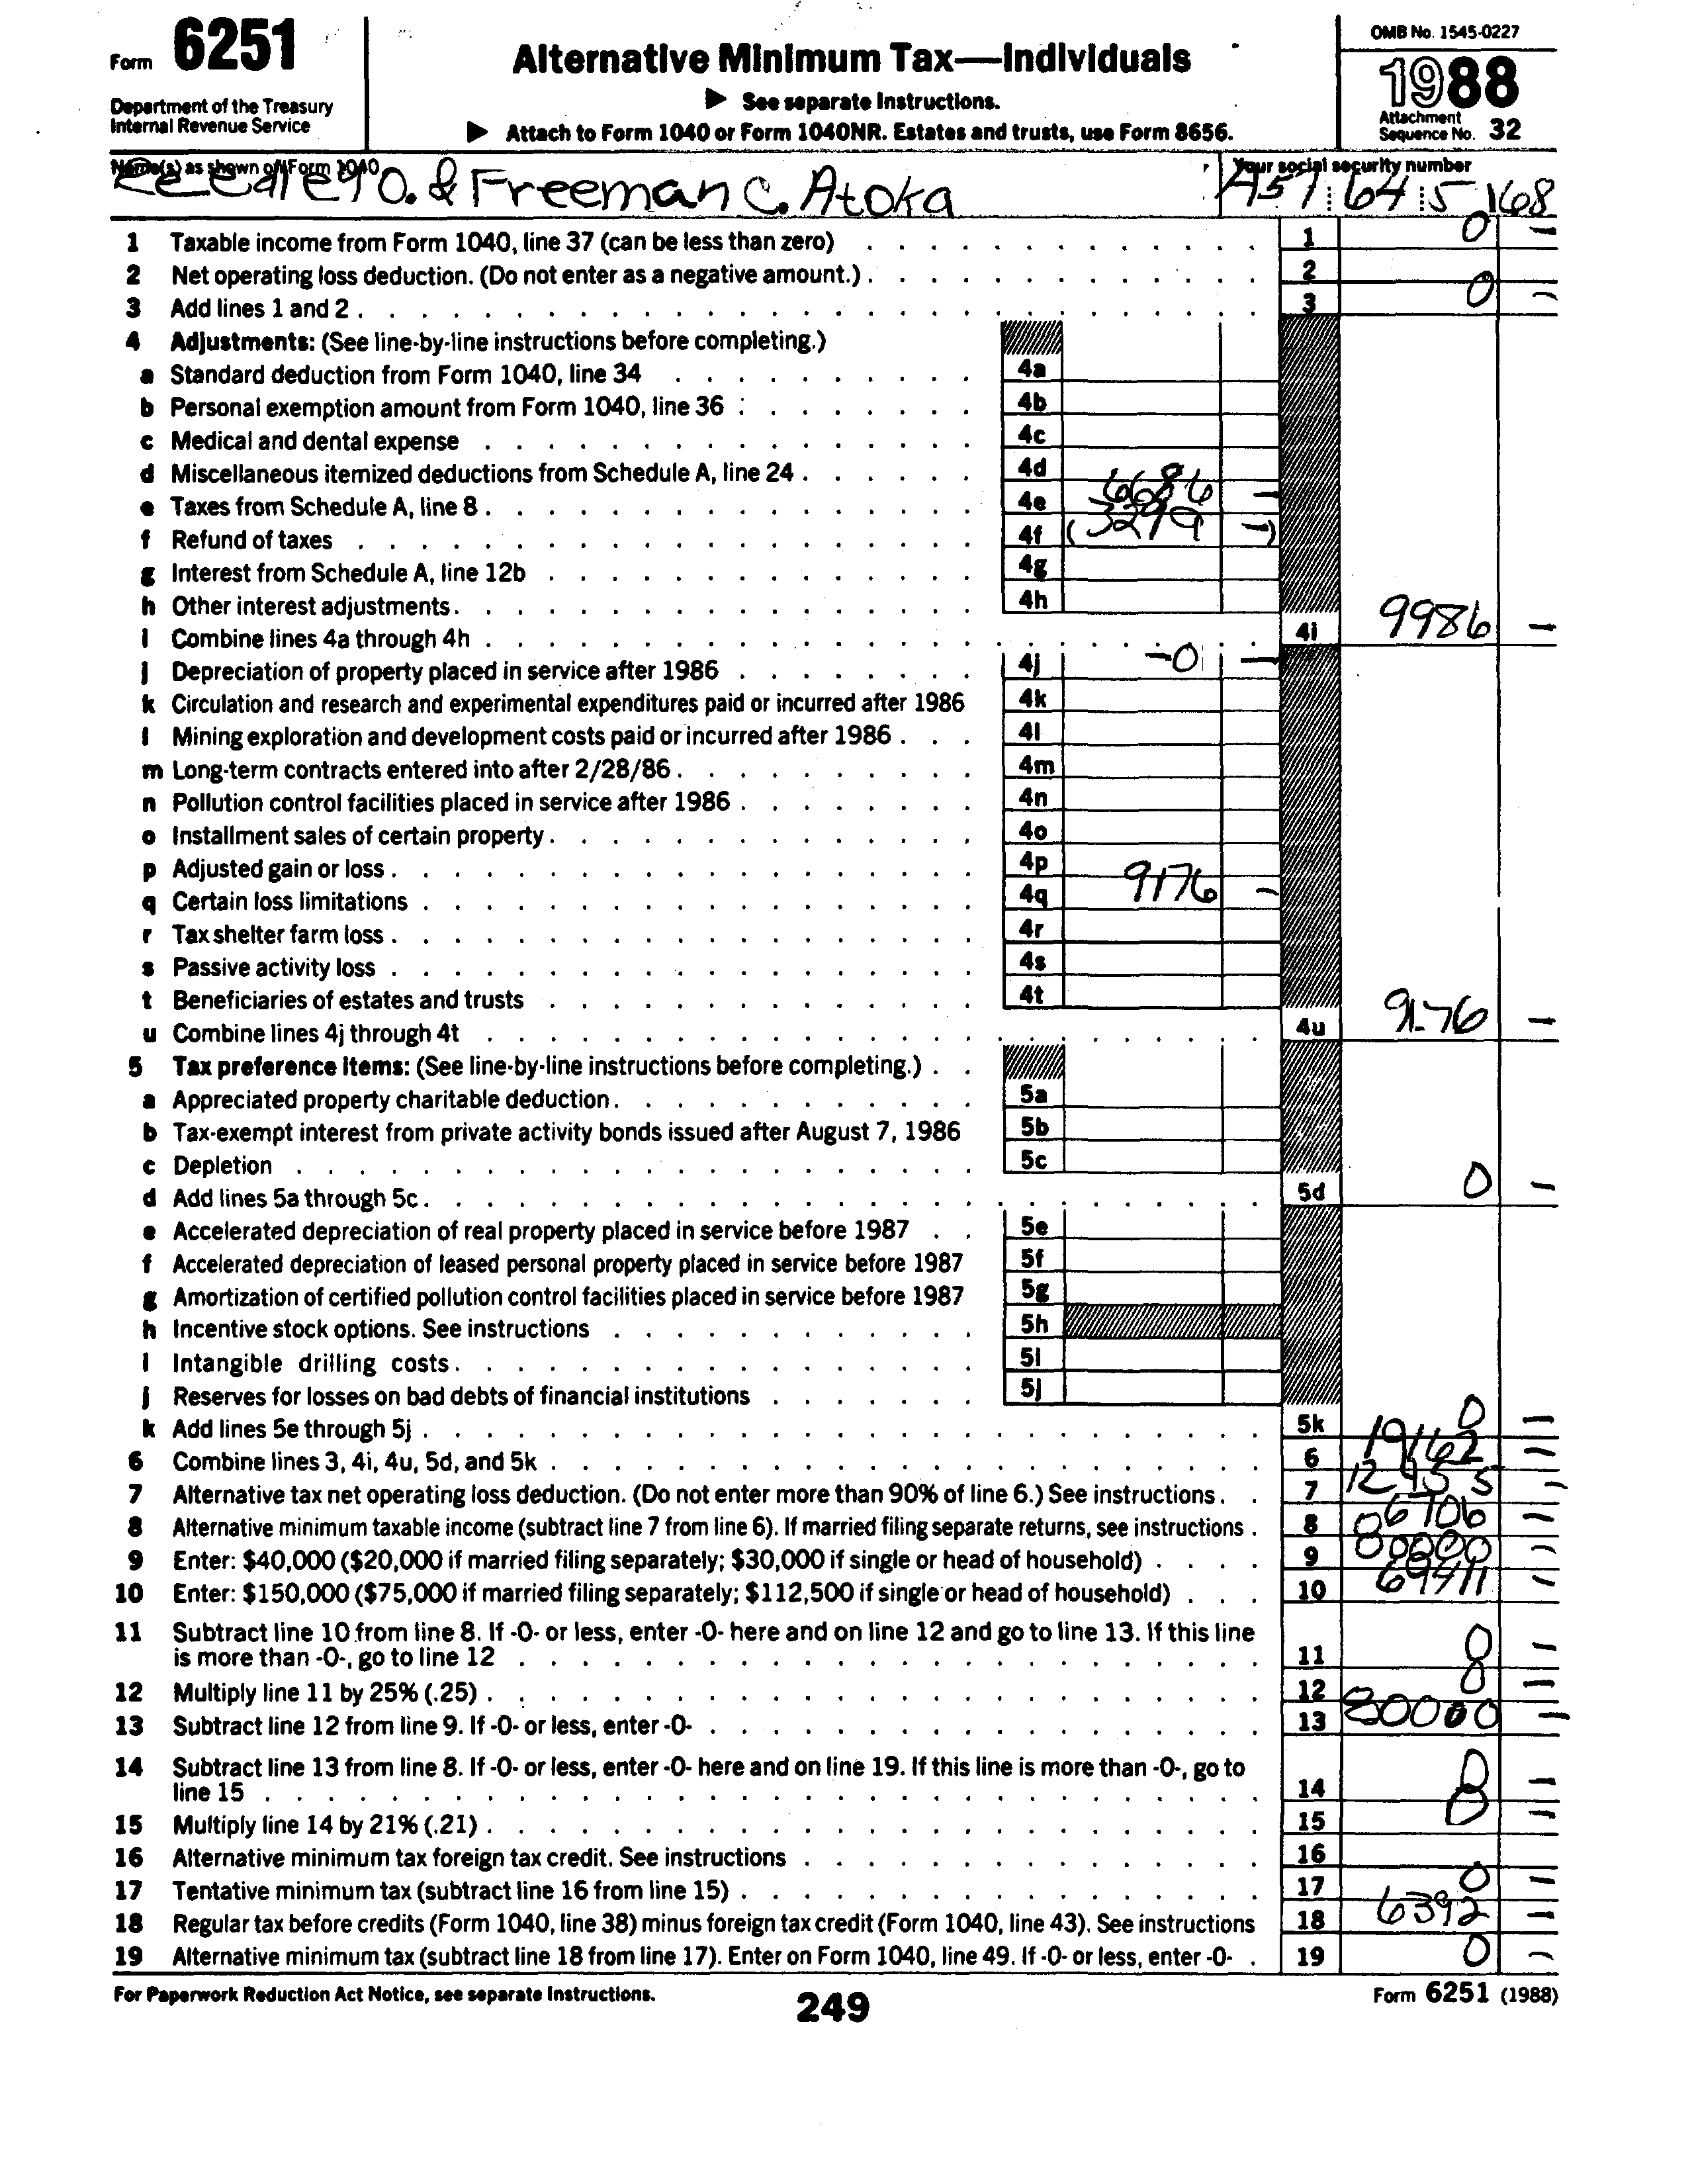 Form 6251
Department of the Treasury
Internal Revenue Service
Alternative Minimum Tax—Individuals
▶ See separate Instructions.
▶ Attach to Form 1040 or Form 1040NR. Estates and trusts, use Form 8656.
OMB No. 1545-0227
1988
Attachment
Sequence No. 32
Name(s) as shown on Form 1040
O. & Freeman C. Atoka
Your social security number
457 64 5168
1 Taxable income from Form 1040, line 37 (can be less than zero) 1 0 –
2 Net operating loss deduction. (Do not enter as a negative amount.) 2
3 Add lines 1 and 2 3 0 –
4 Adjustments: (See line-by-line instructions before completing.)
a Standard deduction from Form 1040, line 34 4a
b Personal exemption amount from Form 1040, line 36 4b
c Medical and dental expense 4c
d Miscellaneous itemized deductions from Schedule A, line 24 4d
e Taxes from Schedule A, line 8 4e 6686 –
f Refund of taxes 4f ( 3299 –)
g Interest from Schedule A, line 12b 4g
h Other interest adjustments 4h
i Combine lines 4a through 4h 4i 9986 –
j Depreciation of property placed in service after 1986 4j -0 –
k Circulation and research and experimental expenditures paid or incurred after 1986 4k
l Mining exploration and development costs paid or incurred after 1986 4l
m Long-term contracts entered into after 2/28/86 4m
n Pollution control facilities placed in service after 1986 4n
o Installment sales of certain property 4o
p Adjusted gain or loss 4p
q Certain loss limitations 4q 9176 –
r Tax shelter farm loss 4r
s Passive activity loss 4s
t Beneficiaries of estates and trusts 4t
u Combine lines 4j through 4t 4u 9176 –
5 Tax preference items: (See line-by-line instructions before completing.)
a Appreciated property charitable deduction 5a
b Tax-exempt interest from private activity bonds issued after August 7, 1986 5b
c Depletion 5c
d Add lines 5a through 5c 5d 0 –
e Accelerated depreciation of real property placed in service before 1987 5e
f Accelerated depreciation of leased personal property placed in service before 1987 5f
g Amortization of certified pollution control facilities placed in service before 1987 5g
h Incentive stock options. See instructions 5h
i Intangible drilling costs 5i
j Reserves for losses on bad debts of financial institutions 5j
k Add lines 5e through 5j 5k 0 –
6 Combine lines 3, 4i, 4u, 5d, and 5k 6 19162 –
7 Alternative tax net operating loss deduction. (Do not enter more than 90% of line 6.) See instructions 7 12455 –
8 Alternative minimum taxable income (subtract line 7 from line 6). If married filing separate returns, see instructions 8 06706 –
9 Enter: $40,000 ($20,000 if married filing separately; $30,000 if single or head of household) 9 –
10 Enter: $150,000 ($75,000 if married filing separately; $112,500 if single or head of household) 10 69411 –
11 Subtract line 10 from line 8. If -0- or less, enter -0- here and on line 12 and go to line 13. If this line
is more than -0-, go to line 12 11 0 –
12 Multiply line 11 by 25% (.25) 12 0 –
13 Subtract line 12 from line 9. If -0- or less, enter -0- 13 80000 –
14 Subtract line 13 from line 8. If -0- or less, enter -0- here and on line 19. If this line is more than -0-, go to
line 15 14 0 –
15 Multiply line 14 by 21% (.21) 15 0 –
16 Alternative minimum tax foreign tax credit. See instructions 16
17 Tentative minimum tax (subtract line 16 from line 15) 17 0 –
18 Regular tax before credits (Form 1040, line 38) minus foreign tax credit (Form 1040, line 43). See instructions 18 6392 –
19 Alternative minimum tax (subtract line 18 from line 17). Enter on Form 1040, line 49. If -0- or less, enter -0- 19 0 –
For Paperwork Reduction Act Notice, see separate Instructions.
249
Form 6251 (1988)